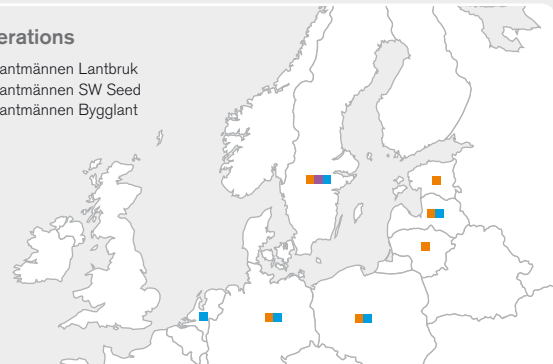 erations
antmännen Lantbruk
antmännen SW Seed
antmännen Bygglant